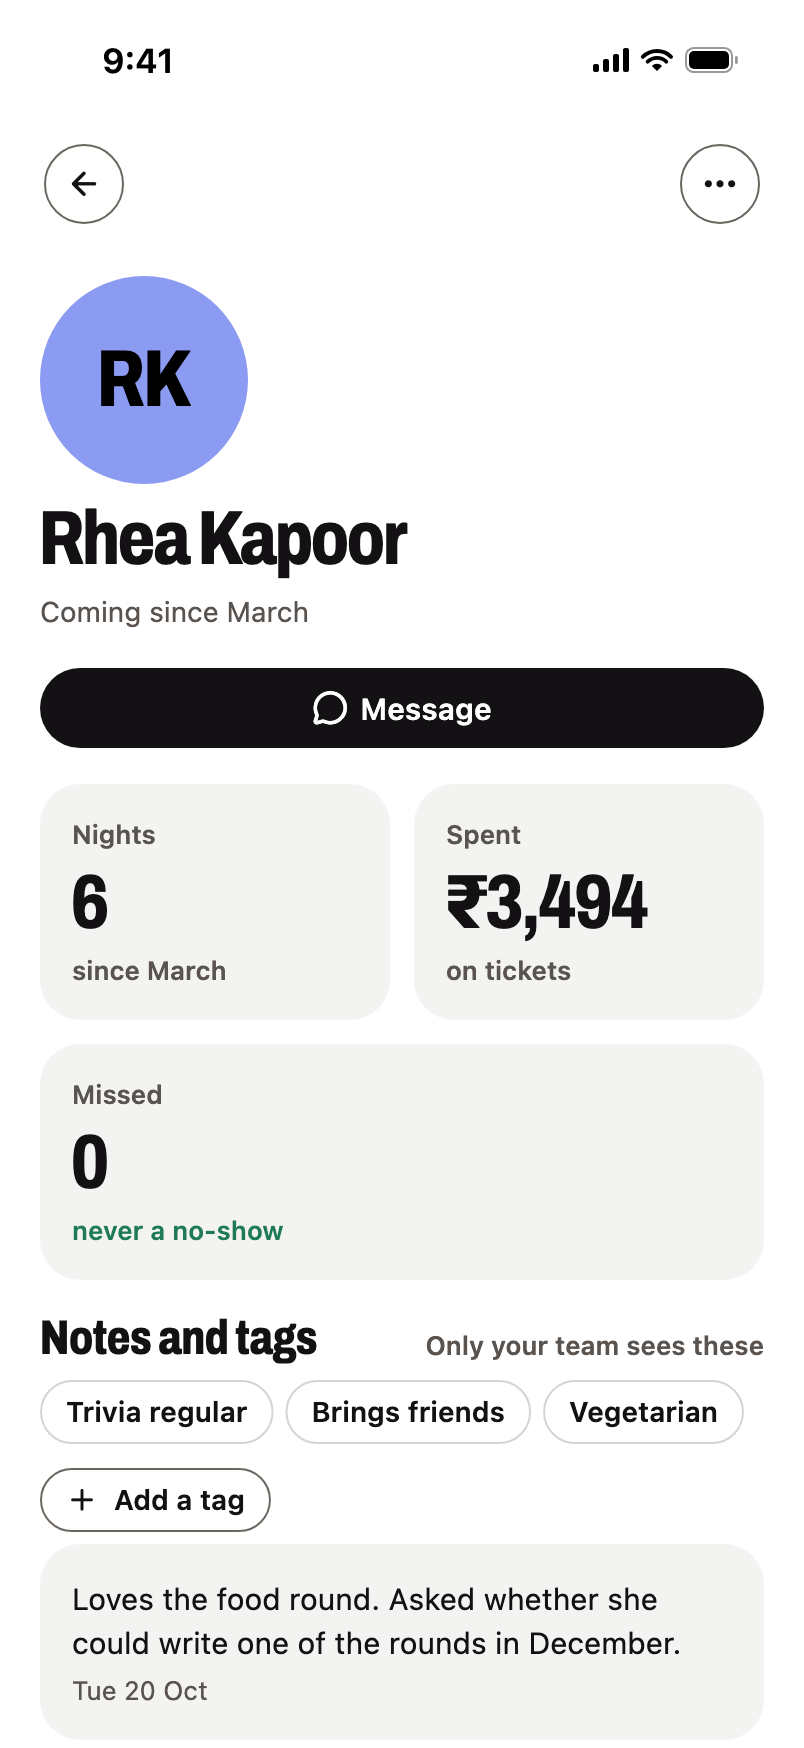 9:41
RK
Rhea Kapoor
Coming since March
Message
Nights
6
since March
Spent
₹3,494
on tickets
Missed
0
never a no-show
Notes and tags
Only your team sees these
Trivia regular
Brings friends
Vegetarian
Add a tag
Loves the food round. Asked whether she
could write one of the rounds in December.
Tue 20 Oct